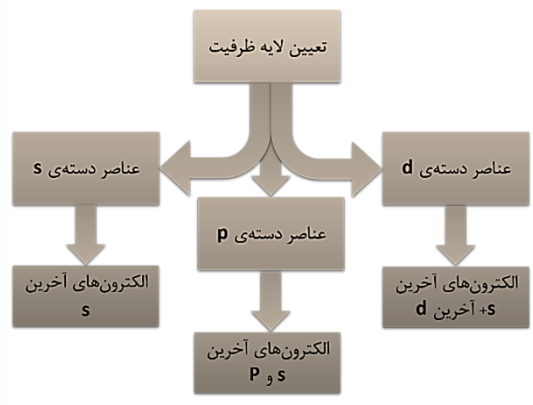 تعیین لایه ظرفیت
عناصر دسته‌ی d
عناصر دسته‌ی s
عناصر دسته‌ی p
الکترون‌های آخرین
s+ آخرین d
الکترون‌های آخرین
s
الکترون‌های آخرین
s و P